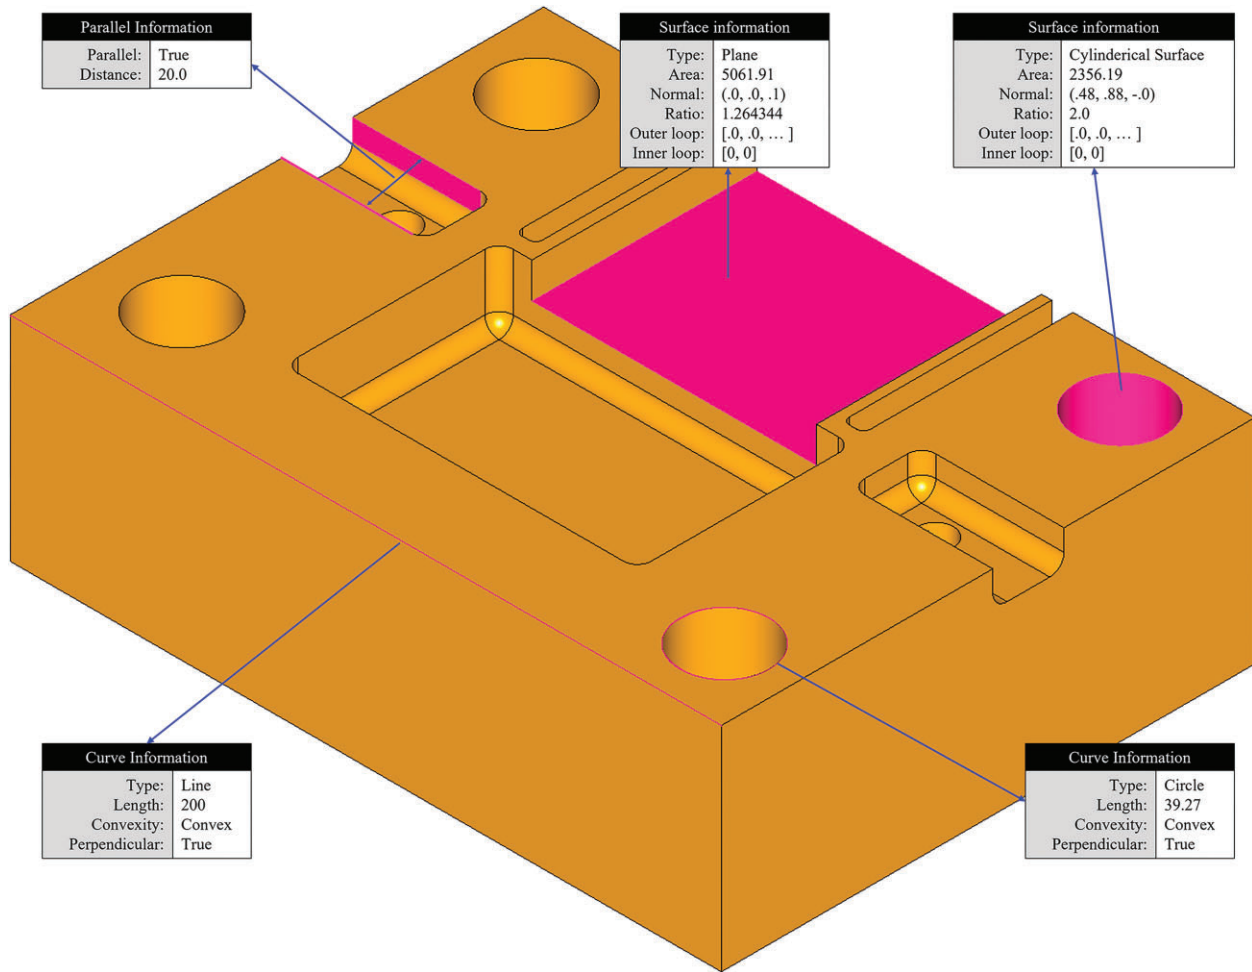 Parallel Information
Parallel: True
Distance: 20.0
Surface information
Type: Plane
Area: 5061.91
Normal: (.0, .0, .1)
Ratio: 1.264344
Outer loop: [.0, .0, ... ]
Inner loop: [0, 0]
Surface information
Type: Cylinderical Surface
Area: 2356.19
Normal: (.48, .88, -.0)
Ratio: 2.0
Outer loop: [.0, .0, ... ]
Inner loop: [0, 0]
Curve Information
Type: Line
Length: 200
Convexity: Convex
Perpendicular: True
Curve Information
Type: Circle
Length: 39.27
Convexity: Convex
Perpendicular: True